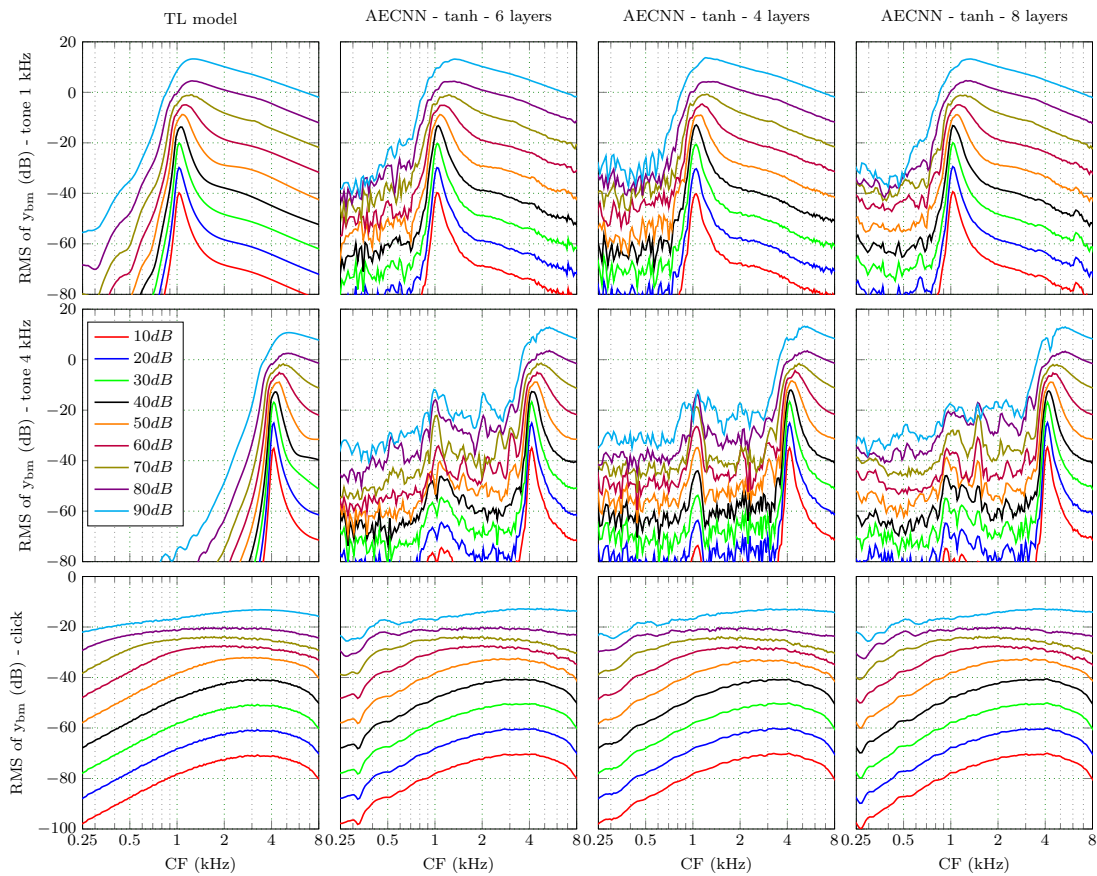 TL model
AECNN - tanh - 6 layers
AECNN - tanh - 4 layers
AECNN - tanh - 8 layers
RMS of ybm (dB) - tone 1 kHz
20
0
−20
−40
−60
−80
RMS of ybm (dB) - tone 4 kHz
20
0
−20
−40
−60
−80
10dB
20dB
30dB
40dB
50dB
60dB
70dB
80dB
90dB
RMS of ybm (dB) - click
0
−20
−40
−60
−80
−100
0.25 0.5 1 2 4 8
0.25 0.5 1 2 4 8
0.25 0.5 1 2 4 8
0.25 0.5 1 2 4 8
CF (kHz)
CF (kHz)
CF (kHz)
CF (kHz)